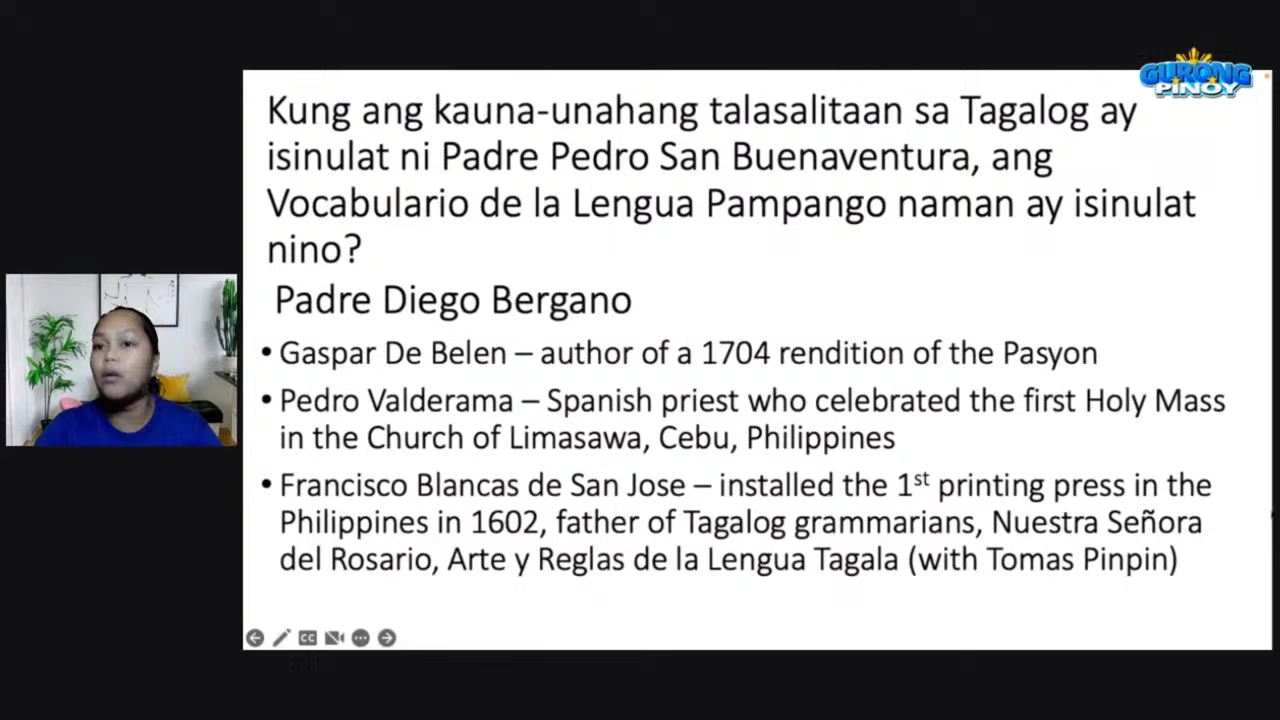 GURONG
PINOY
Kung ang kauna-unahang talasalitaan sa Tagalog ay
isinulat ni Padre Pedro San Buenaventura, ang
Vocabulario de la Lengua Pampango naman ay isinulat
nino?
Padre Diego Bergano
• Gaspar De Belen – author of a 1704 rendition of the Pasyon
• Pedro Valderama – Spanish priest who celebrated the first Holy Mass
in the Church of Limasawa, Cebu, Philippines
• Francisco Blancas de San Jose – installed the 1st printing press in the
Philippines in 1602, father of Tagalog grammarians, Nuestra Señora
del Rosario, Arte y Reglas de la Lengua Tagala (with Tomas Pinpin)
CC